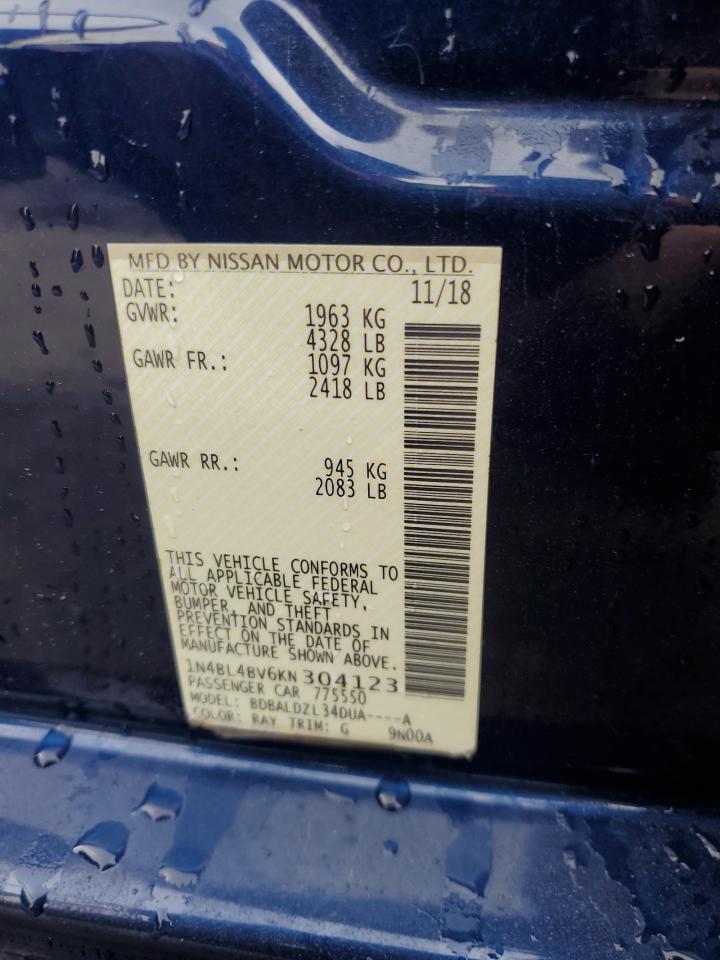 MFD BY NISSAN MOTOR CO., LTD.
DATE: 11/18
GVWR: 1963 KG
4328 LB
GAWR FR.: 1097 KG
2418 LB
GAWR RR.: 945 KG
2083 LB
THIS VEHICLE CONFORMS TO
ALL APPLICABLE FEDERAL
MOTOR VEHICLE SAFETY,
BUMPER, AND THEFT
PREVENTION STANDARDS IN
EFFECT ON THE DATE OF
MANUFACTURE SHOWN ABOVE.
1N4BL4BV6KN304123
PASSENGER CAR 775550
MODEL: BDBALDZL34DUA----A
COLOR: RAY TRIM: G 9N00A